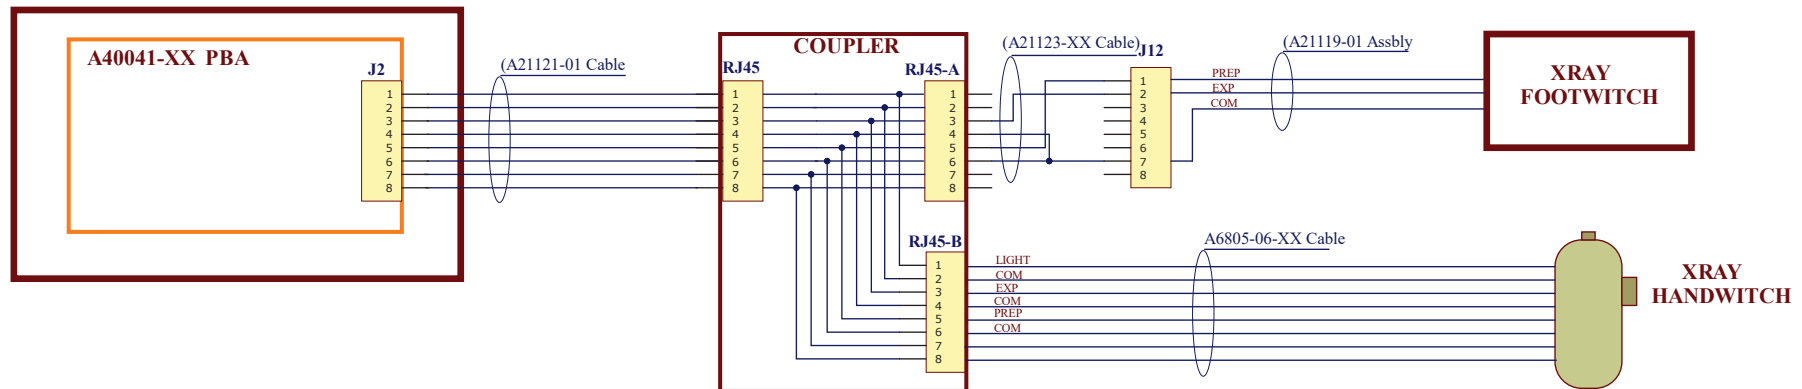 A40041-XX PBA
J2
1
2
3
4
5
6
7
8
(A21121-01 Cable
COUPLER
RJ45
1
2
3
4
5
6
7
8
RJ45-A
1
2
3
4
5
6
7
8
(A21123-XX Cable)
J12
1
2
3
4
5
6
7
8
PREP
EXP
COM
(A21119-01 Assbly
XRAY
FOOTWITCH
RJ45-B
1
2
3
4
5
6
7
8
LIGHT
COM
EXP
COM
PREP
COM
A6805-06-XX Cable
XRAY
HANDWITCH